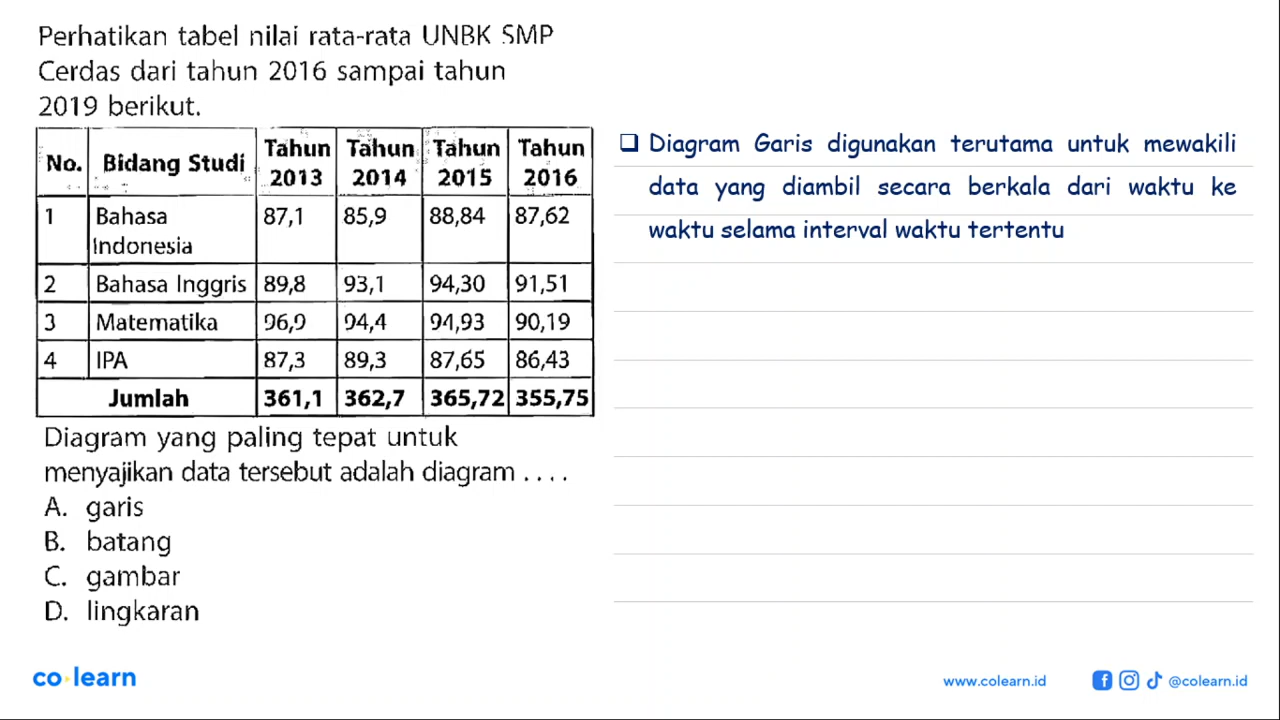 Perhatikan tabel nilai rata-rata UNBK SMP
Cerdas dari tahun 2016 sampai tahun
2019 berikut.
No. Bidang Studi Tahun 2013 Tahun 2014 Tahun 2015 Tahun 2016
1 Bahasa Indonesia 87,1 85,9 88,84 87,62
2 Bahasa Inggris 89,8 93,1 94,30 91,51
3 Matematika 96,9 94,4 94,93 90,19
4 IPA 87,3 89,3 87,65 86,43
Jumlah 361,1 362,7 365,72 355,75
Diagram yang paling tepat untuk
menyajikan data tersebut adalah diagram . . . .
A. garis
B. batang
C. gambar
D. lingkaran
❑ Diagram Garis digunakan terutama untuk mewakili
data yang diambil secara berkala dari waktu ke
waktu selama interval waktu tertentu
co learn
www.colearn.id
@colearn.id